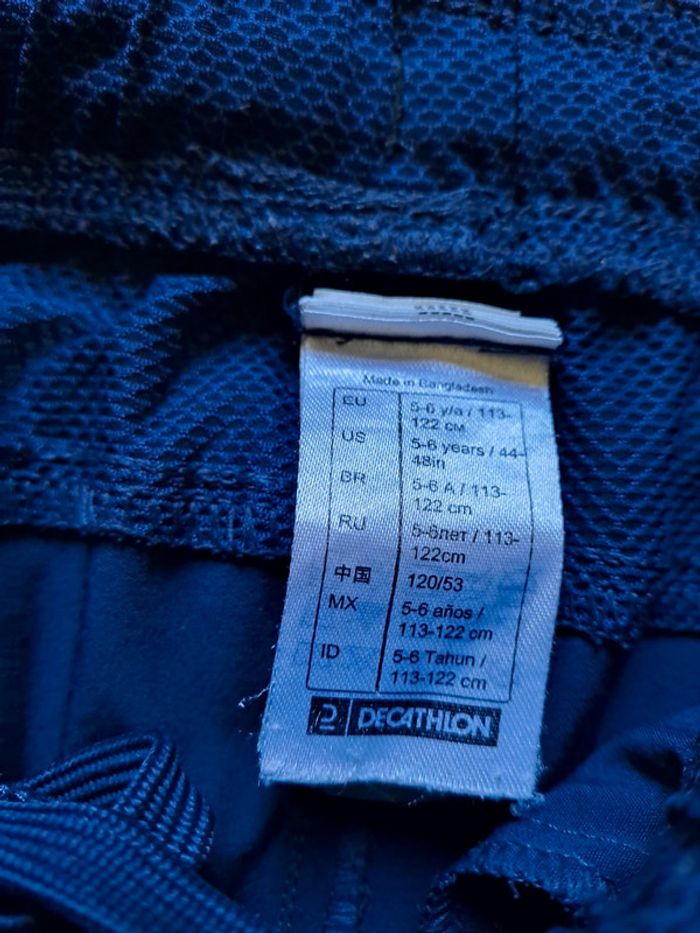 Made in Bangladesh
EU 5-6 y/a / 113-
122 см
US 5-6 years / 44-
48in
BR 5-6 A / 113-
122 cm
RU 5-6лет / 113-
122cm
中国 120/53
MX 5-6 años /
113-122 cm
ID 5-6 Tahun /
113-122 cm
DECATHLON